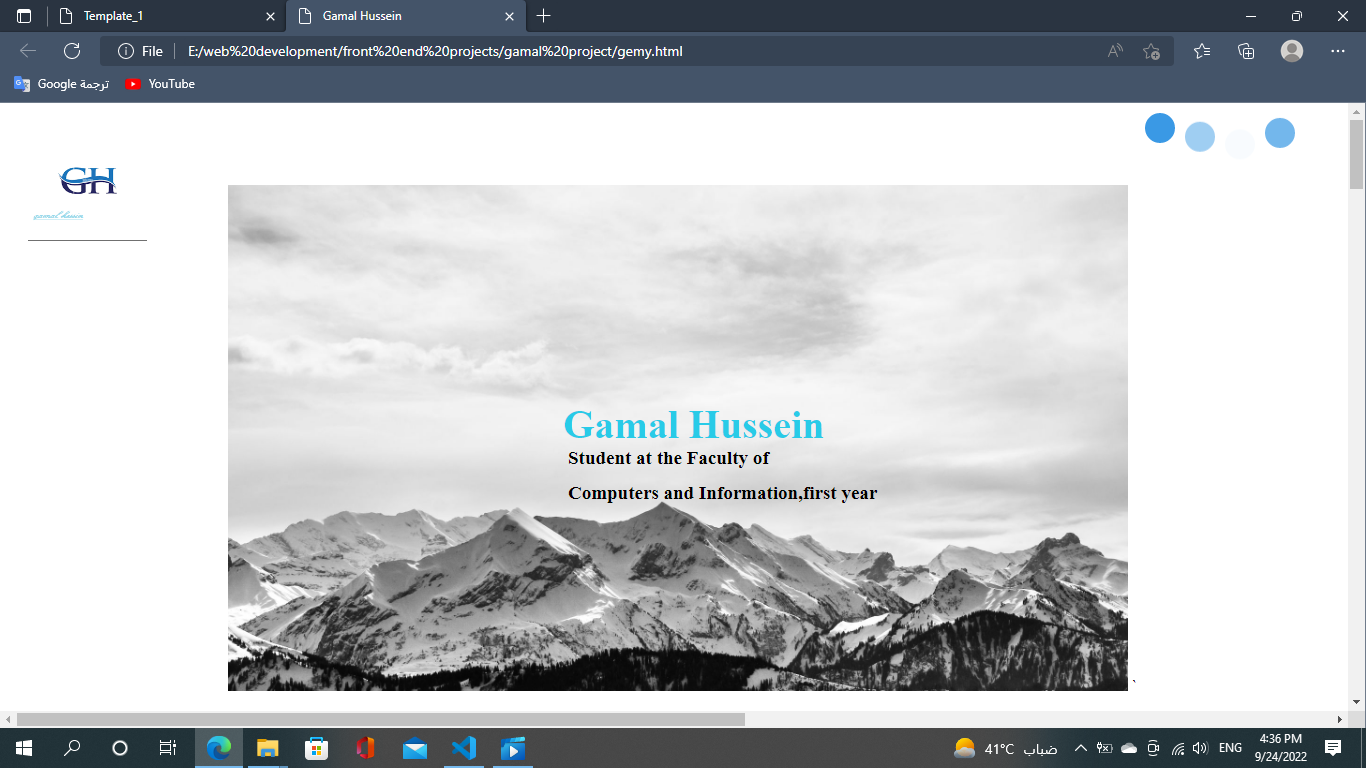 Template_1
Gamal Hussein
File
E:/web%20development/front%20end%20projects/gamal%20project/gemy.html
Google ترجمة
YouTube
GH
gamal hussein
Gamal Hussein
Student at the Faculty of
Computers and Information,first year
`
41°C ضباب
ENG
4:36 PM
9/24/2022